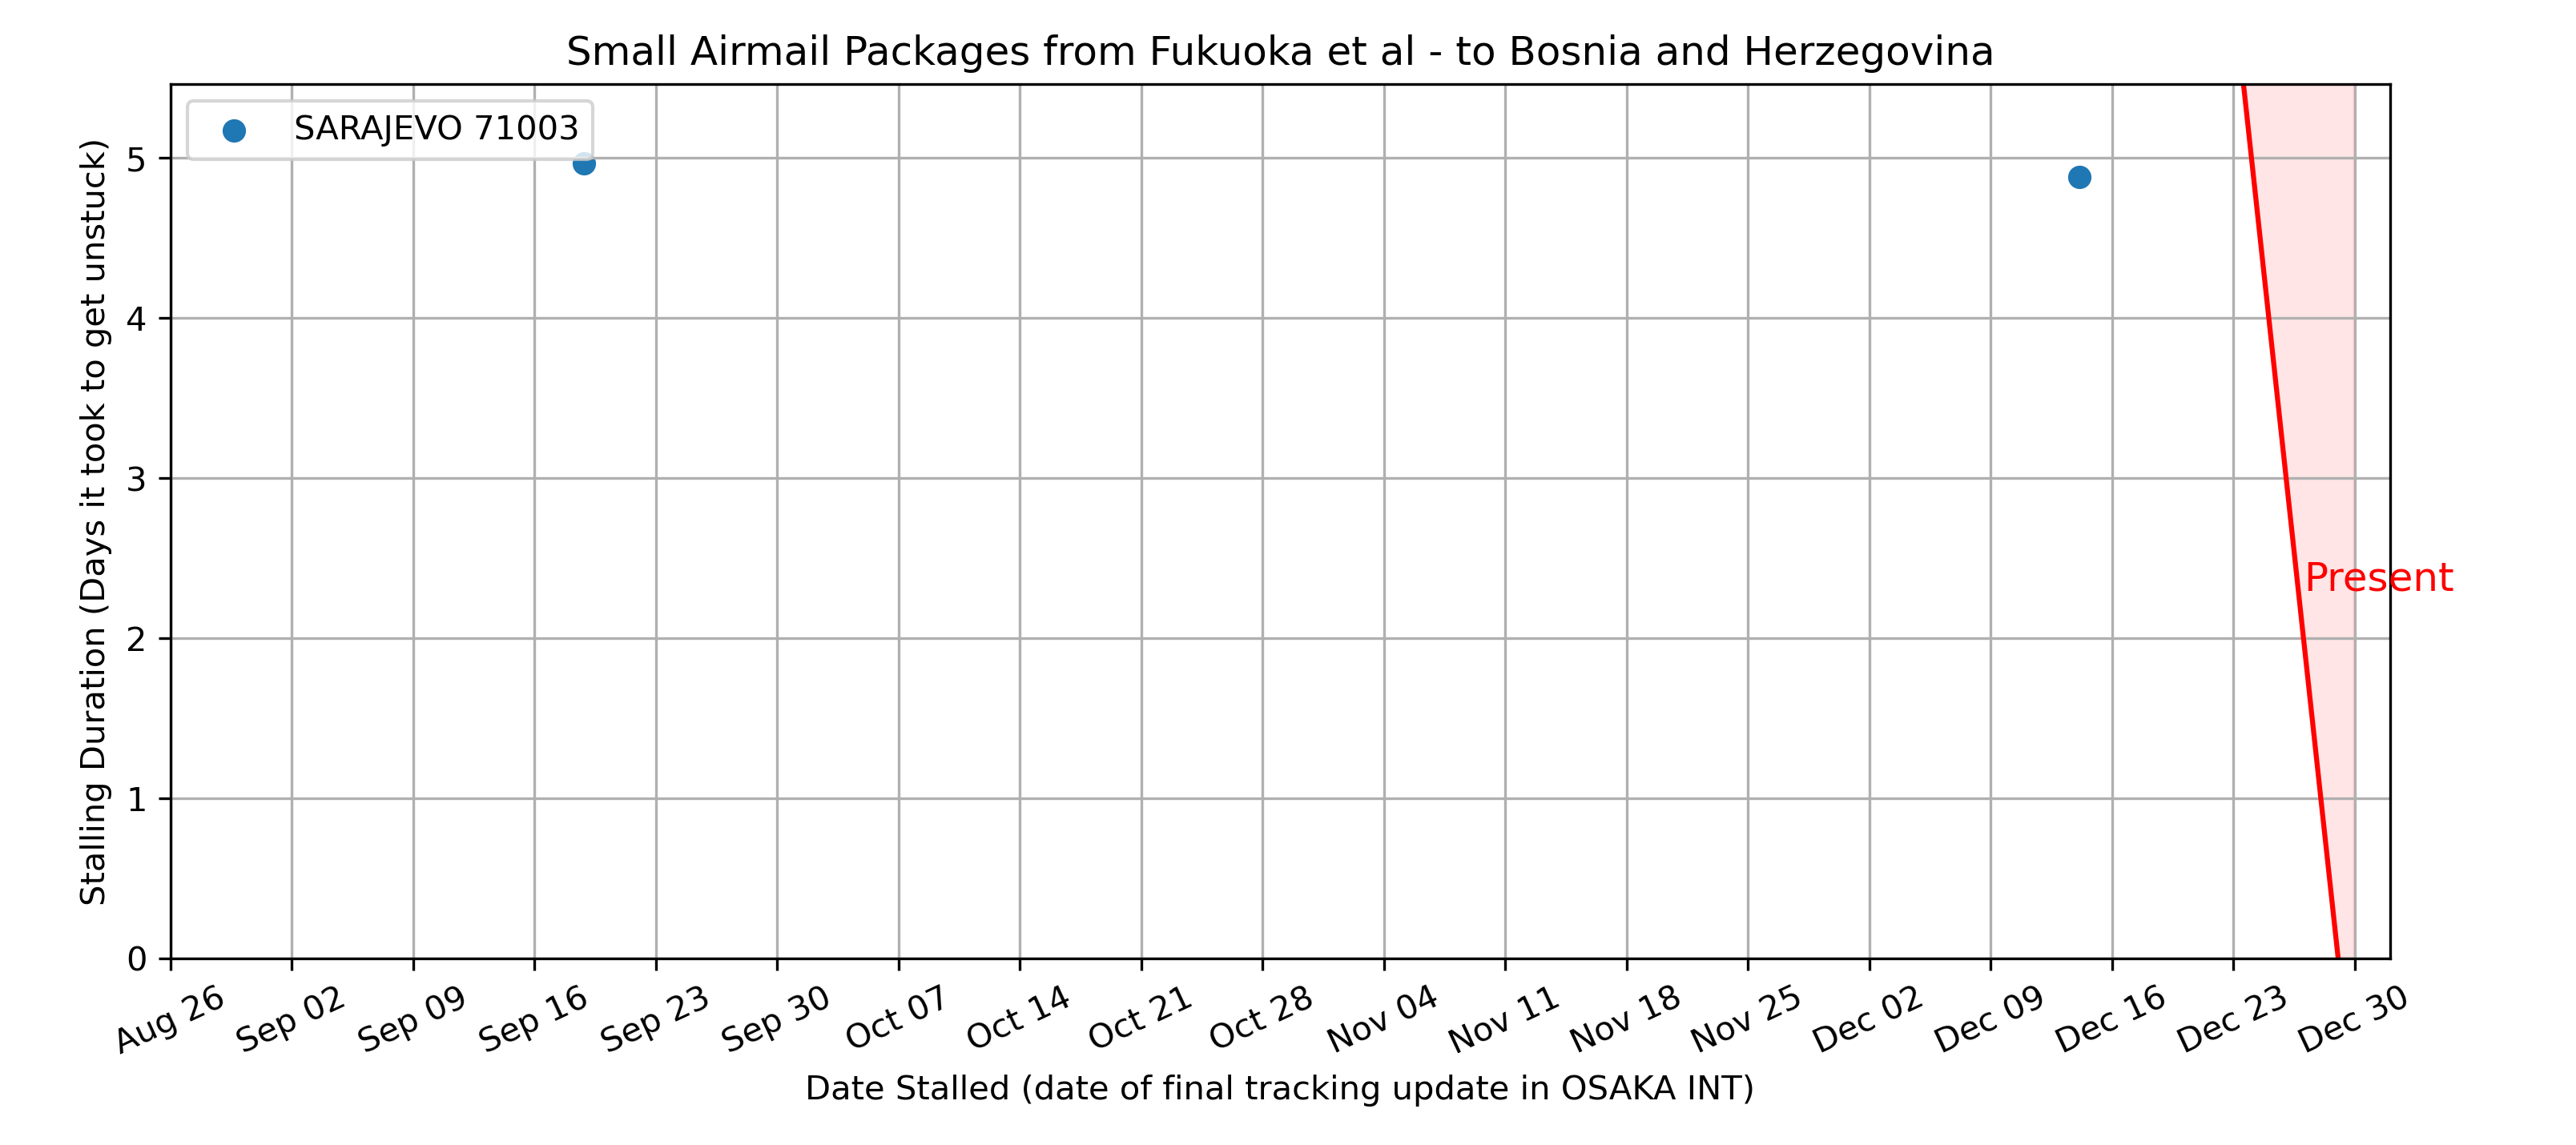 Small Airmail Packages from Fukuoka et al - to Bosnia and Herzegovina
SARAJEVO 71003
Stalling Duration (Days it took to get unstuck)
5
4
3
2
1
0
Present
Aug 26 Sep 02 Sep 09 Sep 16 Sep 23 Sep 30 Oct 07 Oct 14 Oct 21 Oct 28 Nov 04 Nov 11 Nov 18 Nov 25 Dec 02 Dec 09 Dec 16 Dec 23 Dec 30
Date Stalled (date of final tracking update in OSAKA INT)